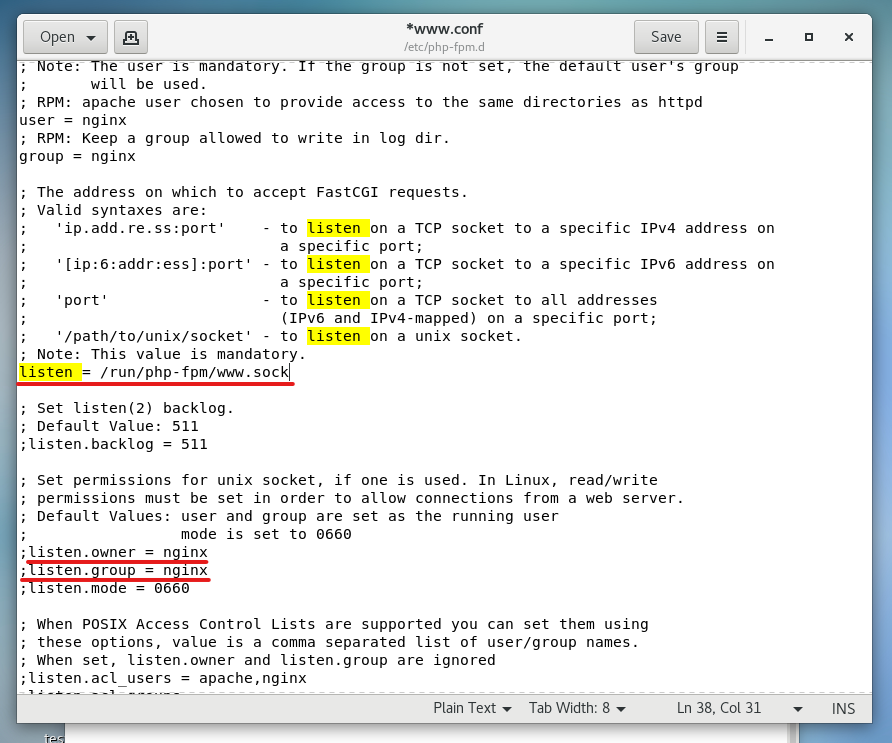 Open
*www.conf
/etc/php-fpm.d
Save
; Note: The user is mandatory. If the group is not set, the default user's group
;       will be used.
; RPM: apache user chosen to provide access to the same directories as httpd
user = nginx
; RPM: Keep a group allowed to write in log dir.
group = nginx
; The address on which to accept FastCGI requests.
; Valid syntaxes are:
;   'ip.add.re.ss:port'    - to listen on a TCP socket to a specific IPv4 address on
;                            a specific port;
;   '[ip:6:addr:ess]:port' - to listen on a TCP socket to a specific IPv6 address on
;                            a specific port;
;   'port'                 - to listen on a TCP socket to all addresses
;                            (IPv6 and IPv4-mapped) on a specific port;
;   '/path/to/unix/socket' - to listen on a unix socket.
; Note: This value is mandatory.
listen = /run/php-fpm/www.sock
; Set listen(2) backlog.
; Default Value: 511
;listen.backlog = 511
; Set permissions for unix socket, if one is used. In Linux, read/write
; permissions must be set in order to allow connections from a web server.
; Default Values: user and group are set as the running user
;                 mode is set to 0660
;listen.owner = nginx
;listen.group = nginx
;listen.mode = 0660
; When POSIX Access Control Lists are supported you can set them using
; these options, value is a comma separated list of user/group names.
; When set, listen.owner and listen.group are ignored
;listen.acl_users = apache,nginx
Plain Text
Tab Width: 8
Ln 38, Col 31
INS
tes